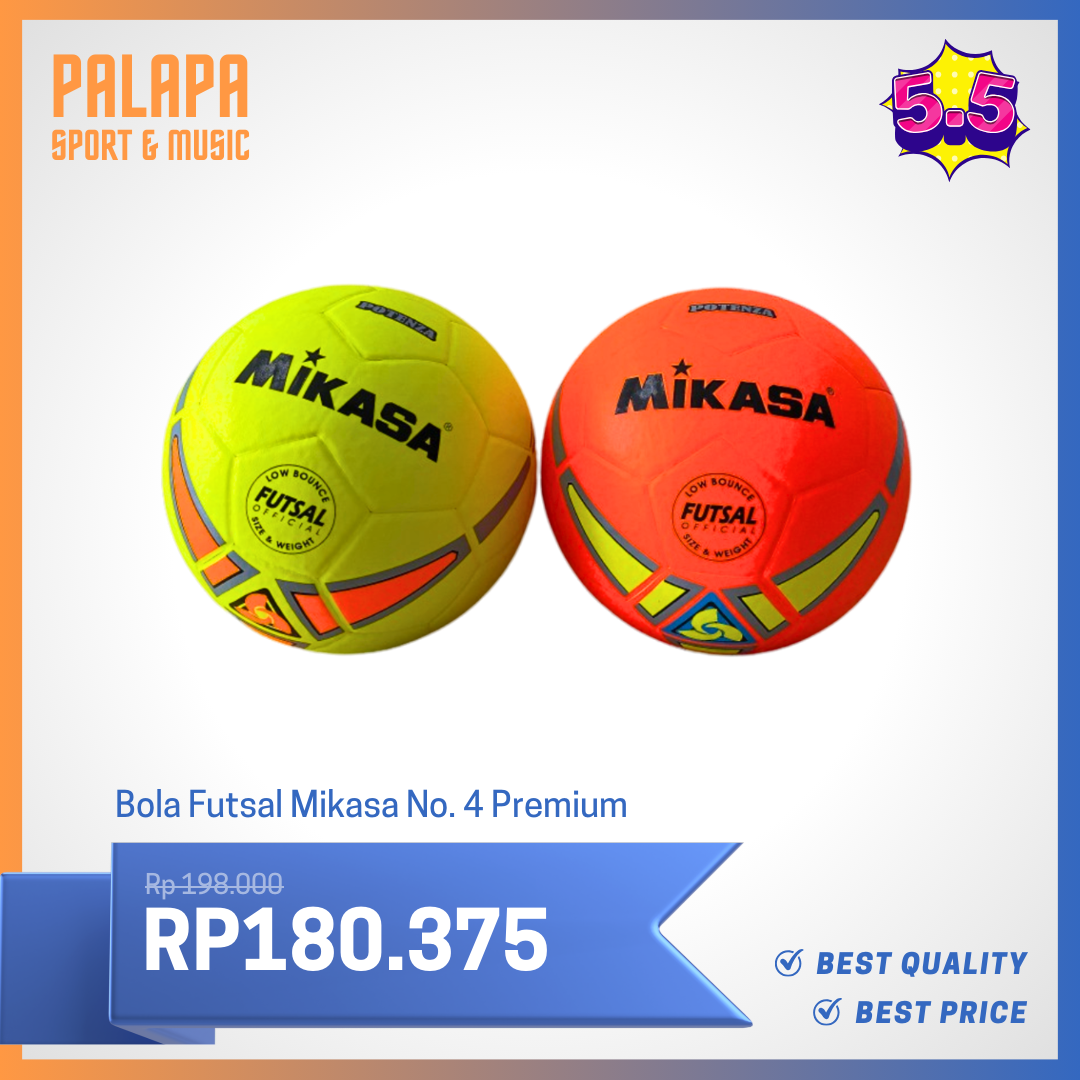 PALAPA
SPORT & MUSIC
5.5
POTENZA
MiKASA®
LOW BOUNCE
FUTSAL
OFFICIAL
SIZE & WEIGHT
POTENZA
MiKASA®
LOW BOUNCE
FUTSAL
OFFICIAL
SIZE & WEIGHT
Bola Futsal Mikasa No. 4 Premium
Rp 198.000
RP180.375
BEST QUALITY
BEST PRICE